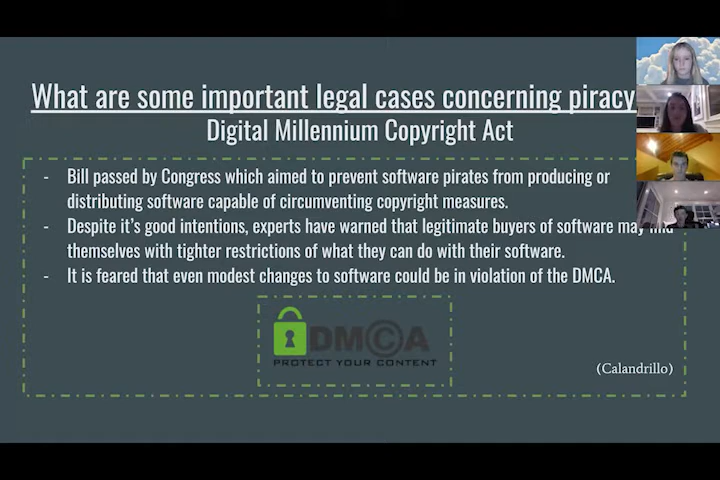 What are some important legal cases concerning piracy
Digital Millennium Copyright Act
- Bill passed by Congress which aimed to prevent software pirates from producing or
distributing software capable of circumventing copyright measures.
- Despite it's good intentions, experts have warned that legitimate buyers of software may find
themselves with tighter restrictions of what they can do with their software.
- It is feared that even modest changes to software could be in violation of the DMCA.
DMCA
PROTECT YOUR CONTENT
(Calandrillo)